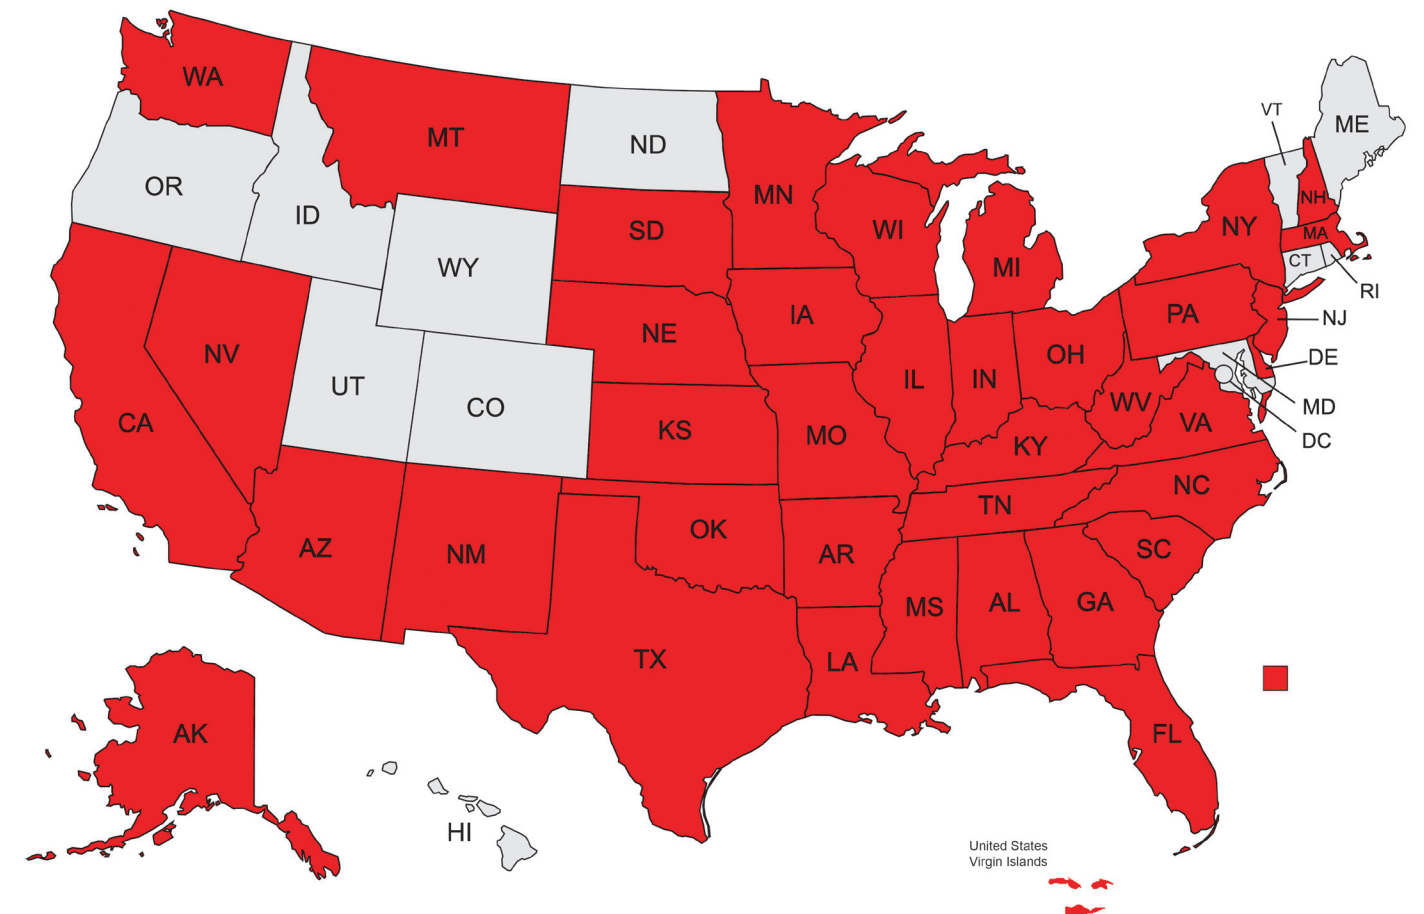 WA
MT
ND
MN
VT
ME
OR
ID
WY
SD
WI
MI
NY
NH
MA
CT
RI
NV
UT
CO
NE
IA
IL
IN
OH
PA
NJ
DE
MD
DC
CA
KS
MO
KY
WV
VA
AZ
NM
OK
AR
TN
NC
SC
TX
LA
MS
AL
GA
FL
AK
HI
United States
Virgin Islands